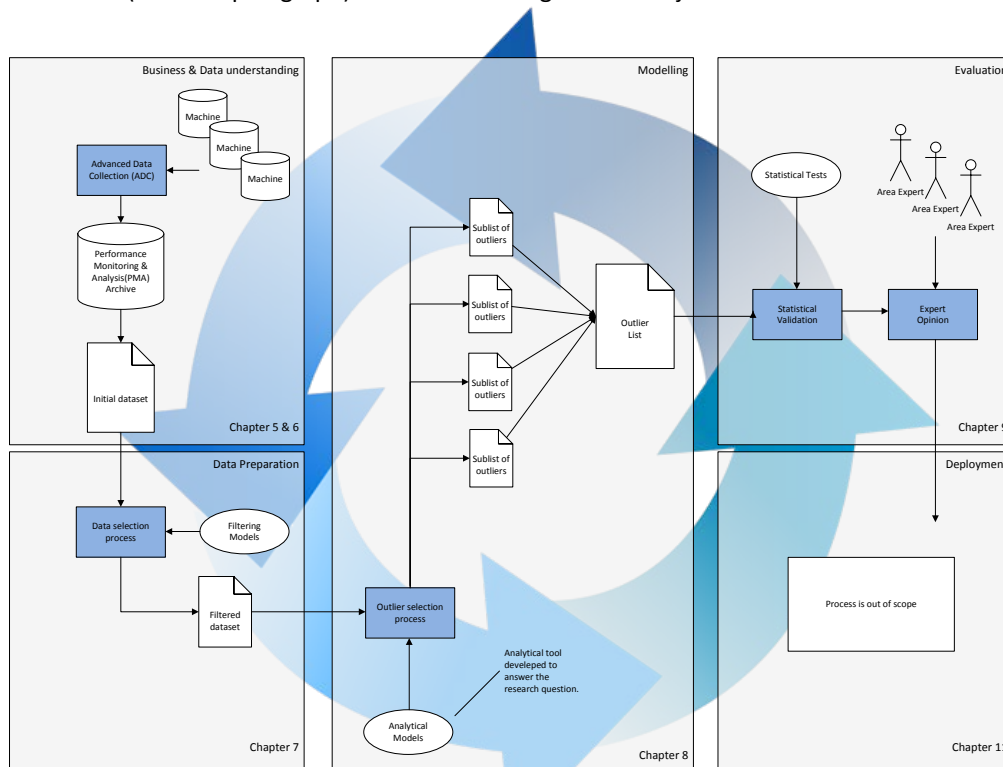 Business & Data understanding
Machine
Machine
Machine
Advanced Data
Collection (ADC)
Performance
Monitoring &
Analysis(PMA)
Archive
Initial dataset
Chapter 5 & 6
Data Preparation
Data selection
process
Filtering
Models
Filtered
dataset
Chapter 7
Modelling
Sublist of
outliers
Sublist of
outliers
Sublist of
outliers
Sublist of
outliers
Outlier
List
Outlier selection
process
Analytical tool
develeped to
answer the
research question.
Analytical
Models
Chapter 8
Evaluation
Statistical Tests
Area Expert
Area Expert
Area Expert
Statistical
Validation
Expert
Opinion
Chapter 9
Deployment
Process is out of scope
Chapter 11